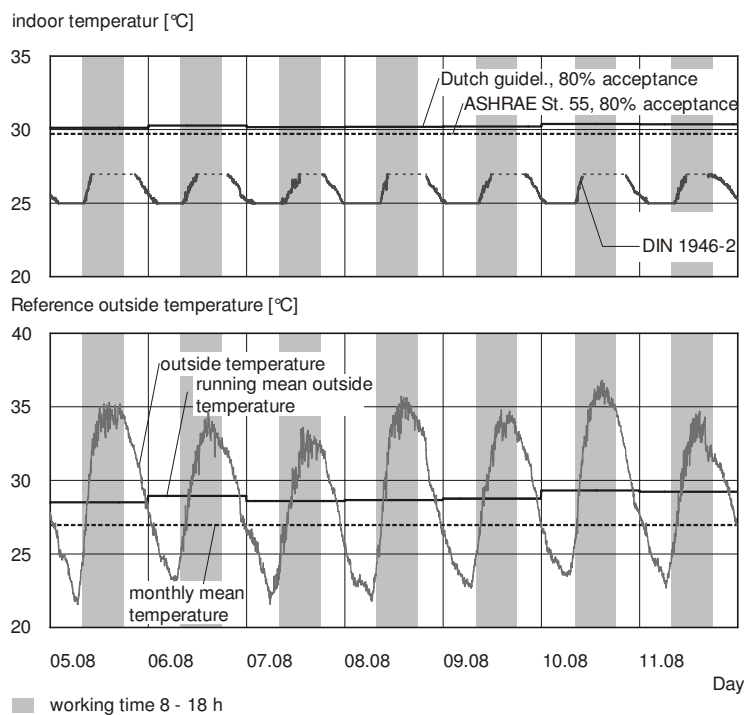 indoor temperatur [°C]
35
Dutch guidel., 80% acceptance
ASHRAE St. 55, 80% acceptance
30
25
DIN 1946-2
20
Reference outside temperature [°C]
40
outside temperature
running mean outside
temperature
35
30
25
monthly mean
temperature
20
05.08 06.08 07.08 08.08 09.08 10.08 11.08
Day
working time 8 - 18 h